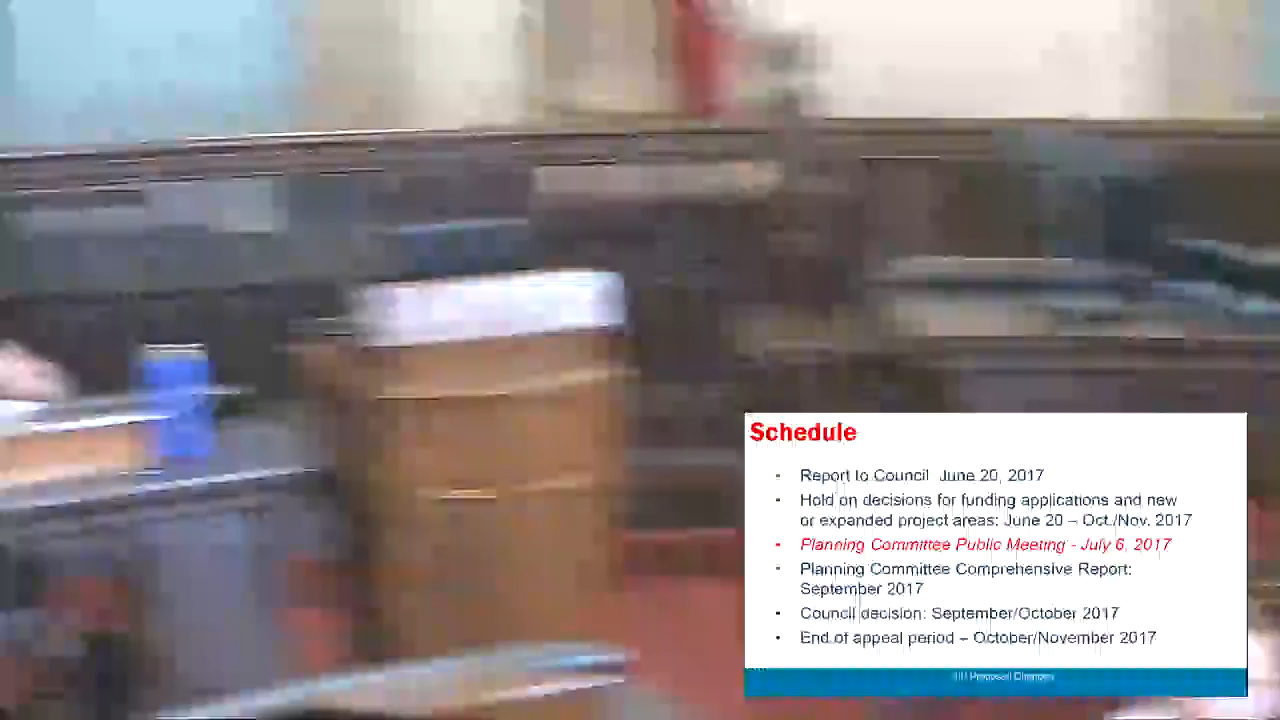 Schedule
- Report to Council June 20, 2017
- Hold on decisions for funding applications and new
or expanded project areas: June 20 – Oct./Nov. 2017
- Planning Committee Public Meeting - July 6, 2017
- Planning Committee Comprehensive Report:
September 2017
- Council decision: September/October 2017
- End of appeal period – October/November 2017
Proposed Changes